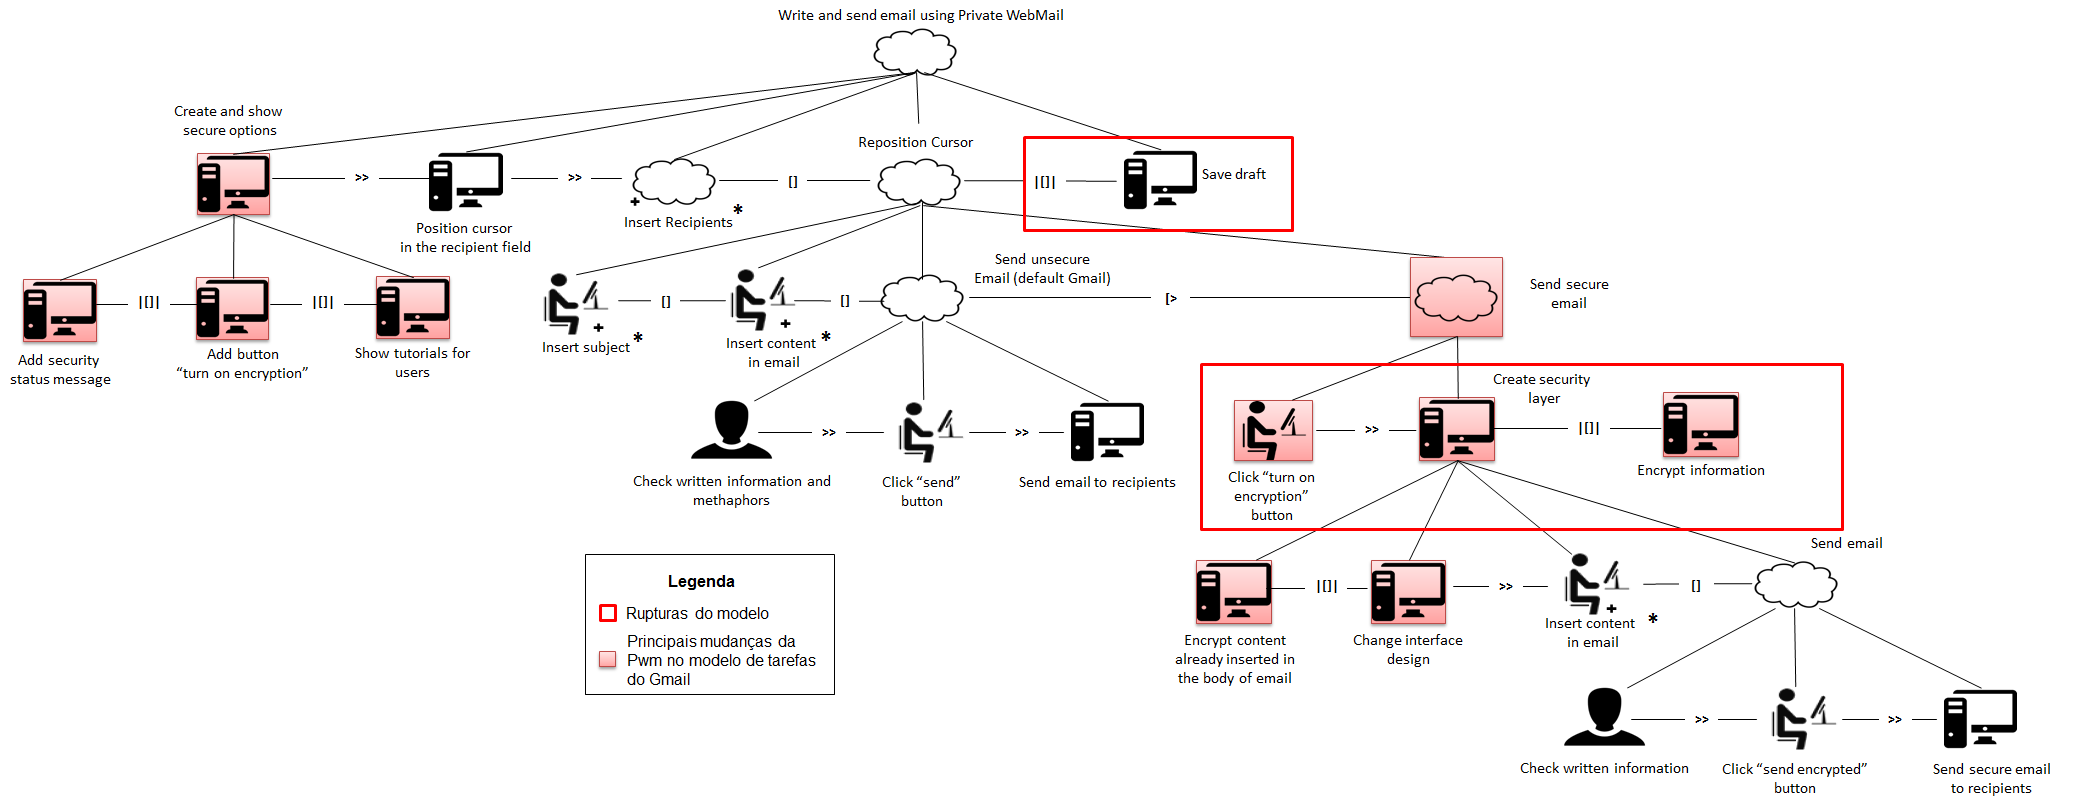 Write and send email using Private WebMail
Create and show
secure options
Reposition Cursor
>>
>>
[]
|[]|
Save draft
+
Insert Recipients *
Position cursor
in the recipient field
Send unsecure
Email (default Gmail)
Send secure
email
|[]|
|[]|
[]
[]
[>
+
*
+
*
Add security
status message
Add button
“turn on encryption”
Show tutorials for
users
Insert subject
Insert content
in email
Create security
layer
>>
>>
>>
|[]|
Check written information and
methaphors
Click “send”
button
Send email to recipients
Click “turn on
encryption”
button
Encrypt information
Send email
|[]|
>>
+
[]
Encrypt content
already inserted in
the body of email
Change interface
design
Insert content *
in email
Legenda
Rupturas do modelo
Principais mudanças da
Pwm no modelo de tarefas
do Gmail
>>
>>
Check written information
Click “send encrypted”
button
Send secure email
to recipients